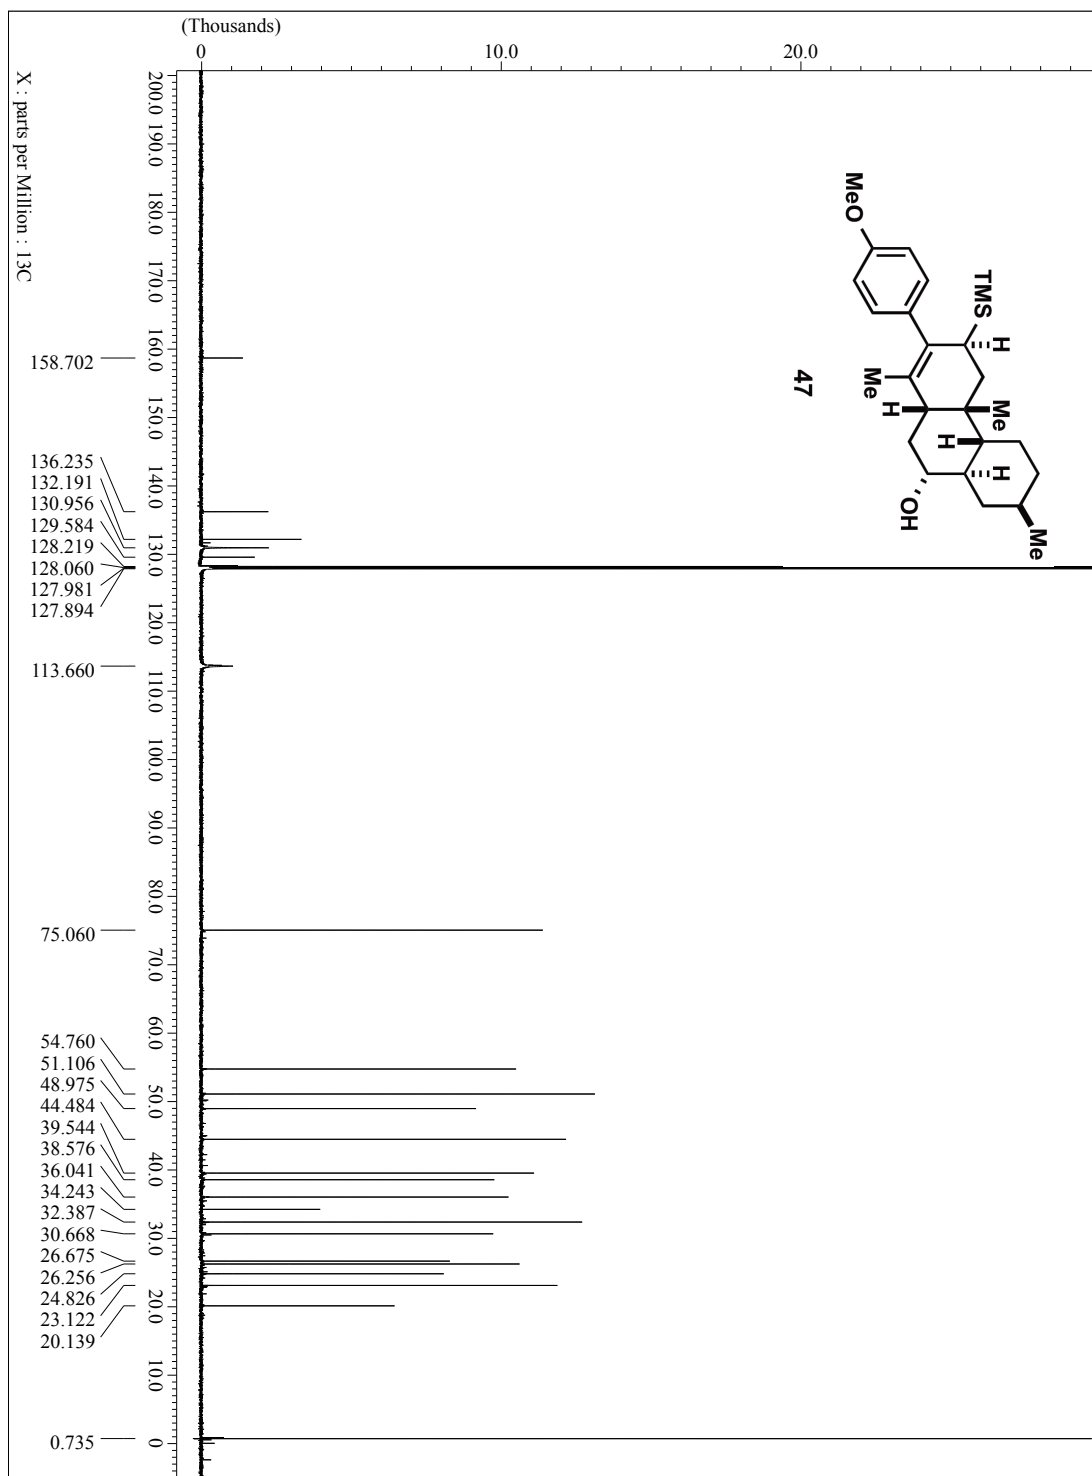 (Thousands)
0 10.0 20.0
X : parts per Million : 13C
200.0 190.0 180.0 170.0 160.0 150.0 140.0 130.0 120.0 110.0 100.0 90.0 80.0 70.0 60.0 50.0 40.0 30.0 20.0 10.0 0
158.702
136.235
132.191
130.956
129.584
128.219
128.060
127.981
127.894
113.660
75.060
54.760
51.106
48.975
44.484
39.544
38.576
36.041
34.243
32.387
30.668
26.675
26.256
24.826
23.122
20.139
0.735
MeO
TMS
H
Me
H
Me
H
H
OH
Me
47